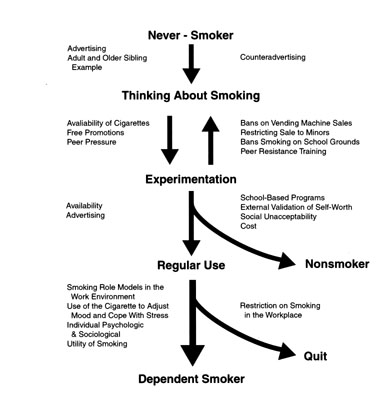 Never - Smoker
Advertising
Adult and Older Sibling
Example
Counteradvertising
Thinking About Smoking
Avaliability of Cigarettes
Free Promotions
Peer Pressure
Bans on Vending Machine Sales
Restricting Sale to Minors
Bans Smoking on School Grounds
Peer Resistance Training
Experimentation
Availability
Advertising
School-Based Programs
External Validation of Self-Worth
Social Unacceptability
Cost
Regular Use
Nonsmoker
Smoking Role Models in the
Work Environment
Use of the Cigarette to Adjust
Mood and Cope With Stress
Individual Psychologic
& Sociological
Utility of Smoking
Restriction on Smoking
in the Workplace
Quit
Dependent Smoker